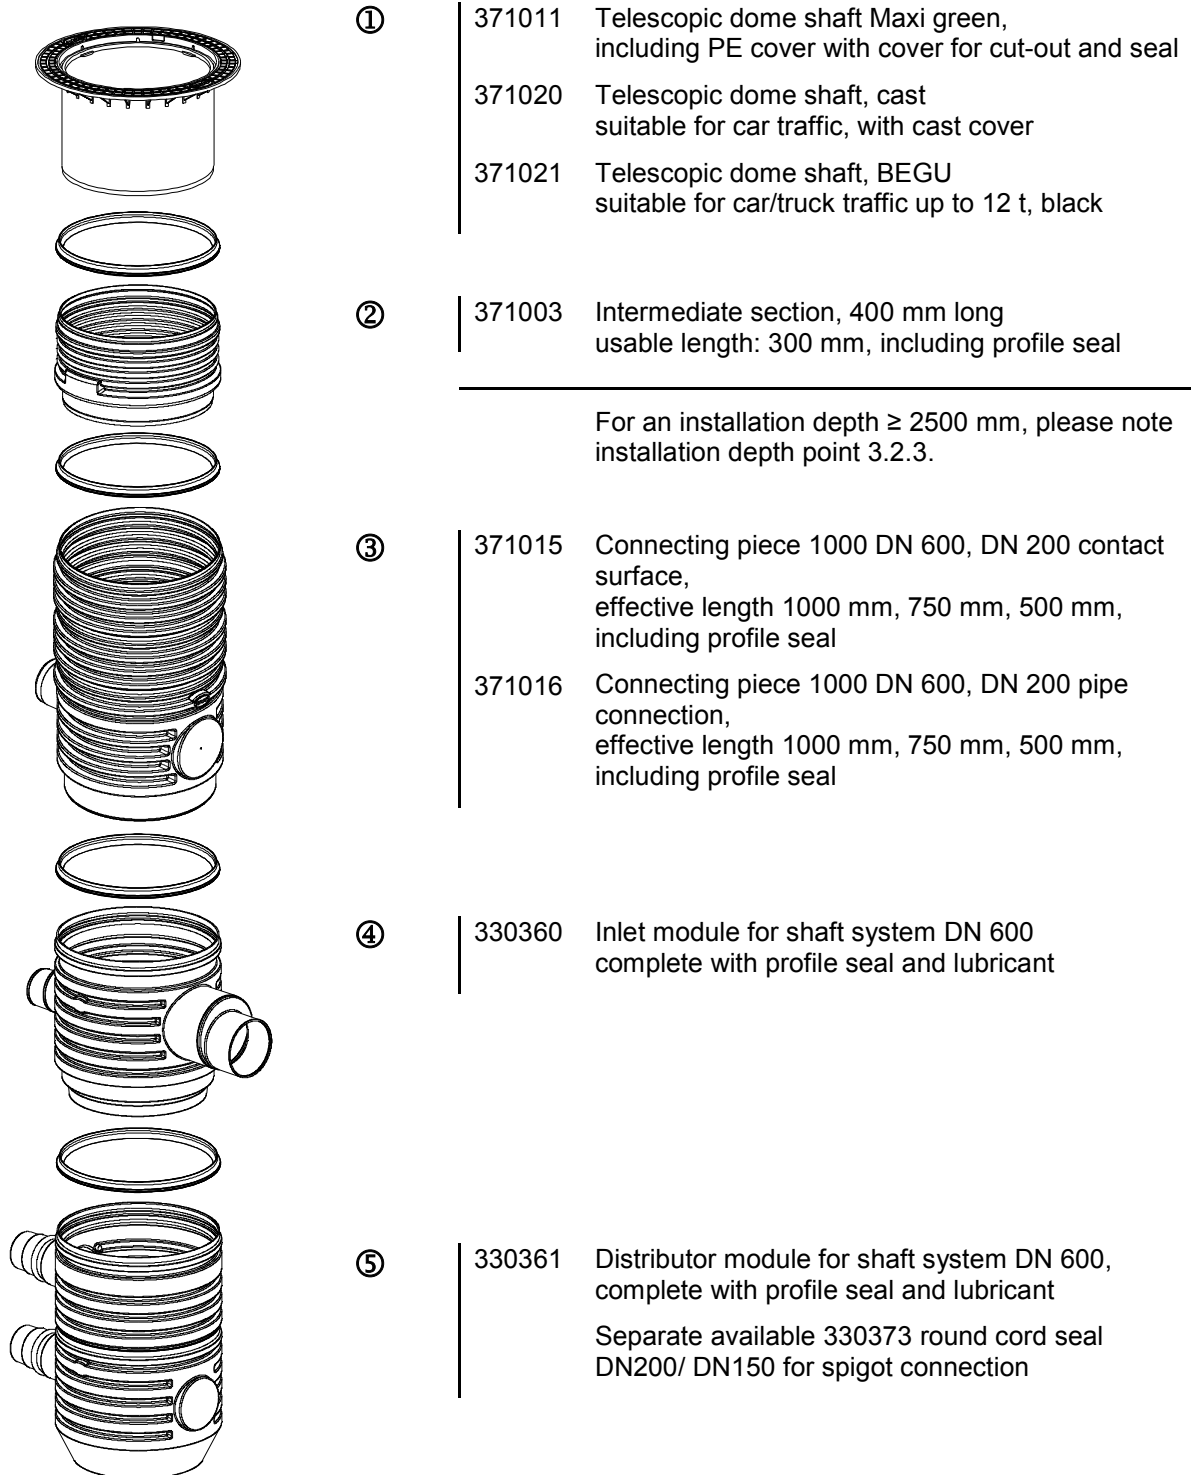 ① 371011 Telescopic dome shaft Maxi green,
including PE cover with cover for cut-out and seal
371020 Telescopic dome shaft, cast
suitable for car traffic, with cast cover
371021 Telescopic dome shaft, BEGU
suitable for car/truck traffic up to 12 t, black
② 371003 Intermediate section, 400 mm long
usable length: 300 mm, including profile seal
For an installation depth ≥ 2500 mm, please note
installation depth point 3.2.3.
③ 371015 Connecting piece 1000 DN 600, DN 200 contact
surface,
effective length 1000 mm, 750 mm, 500 mm,
including profile seal
371016 Connecting piece 1000 DN 600, DN 200 pipe
connection,
effective length 1000 mm, 750 mm, 500 mm,
including profile seal
④ 330360 Inlet module for shaft system DN 600
complete with profile seal and lubricant
⑤ 330361 Distributor module for shaft system DN 600,
complete with profile seal and lubricant
Separate available 330373 round cord seal
DN200/ DN150 for spigot connection